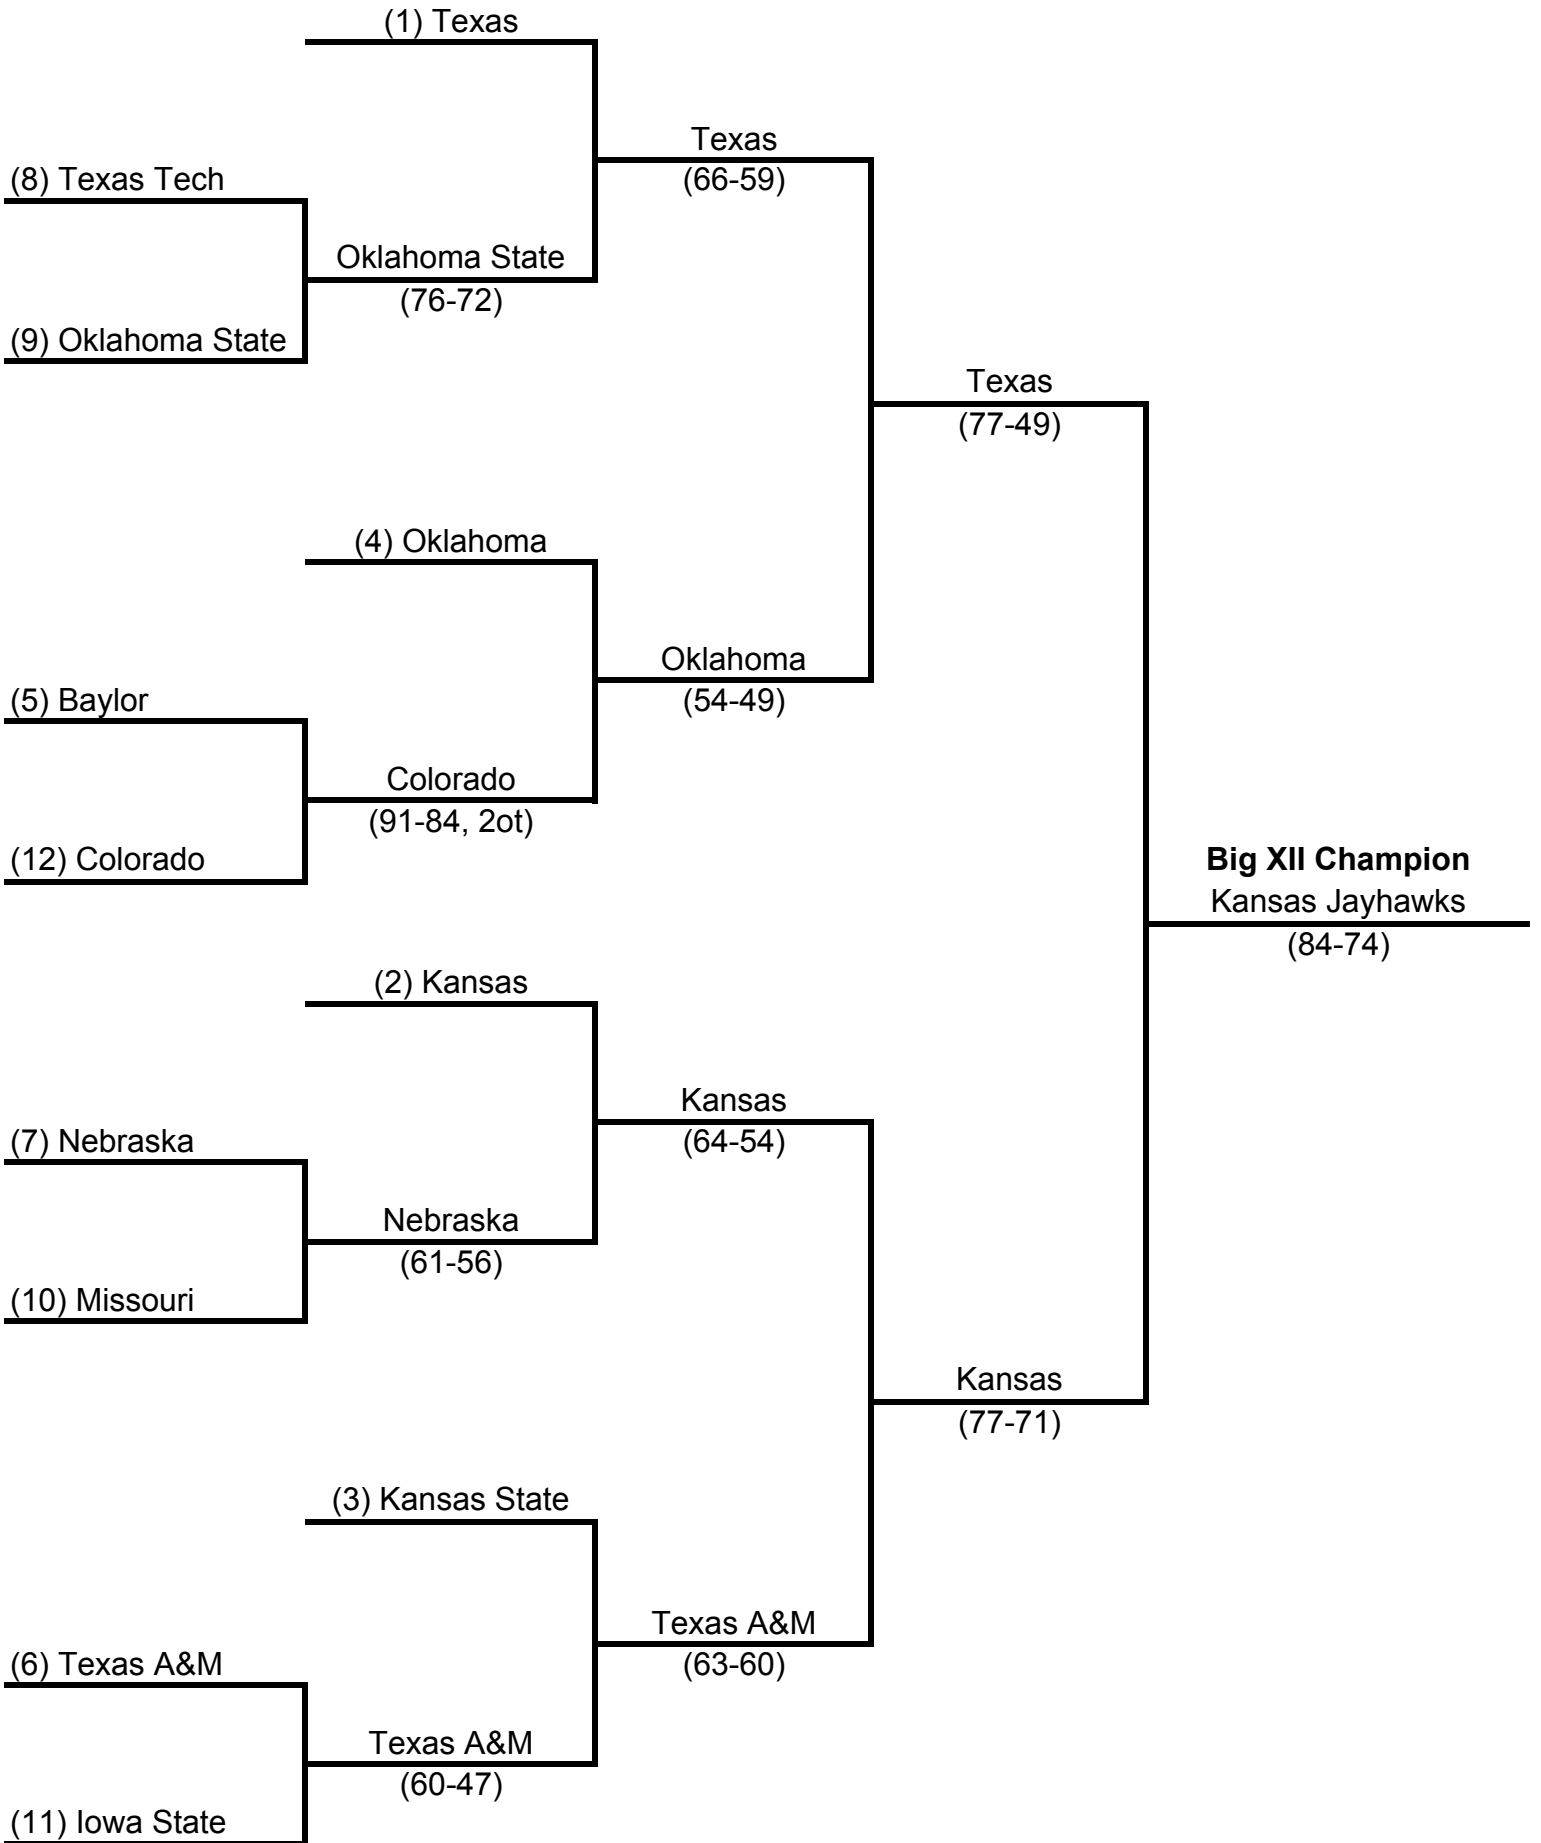 (1) Texas
Texas
(66-59)
(8) Texas Tech
Oklahoma State
(76-72)
(9) Oklahoma State
Texas
(77-49)
(4) Oklahoma
Oklahoma
(54-49)
(5) Baylor
Colorado
(91-84, 2ot)
(12) Colorado
Big XII Champion
Kansas Jayhawks
(84-74)
(2) Kansas
Kansas
(64-54)
(7) Nebraska
Nebraska
(61-56)
(10) Missouri
Kansas
(77-71)
(3) Kansas State
Texas A&M
(63-60)
(6) Texas A&M
Texas A&M
(60-47)
(11) Iowa State